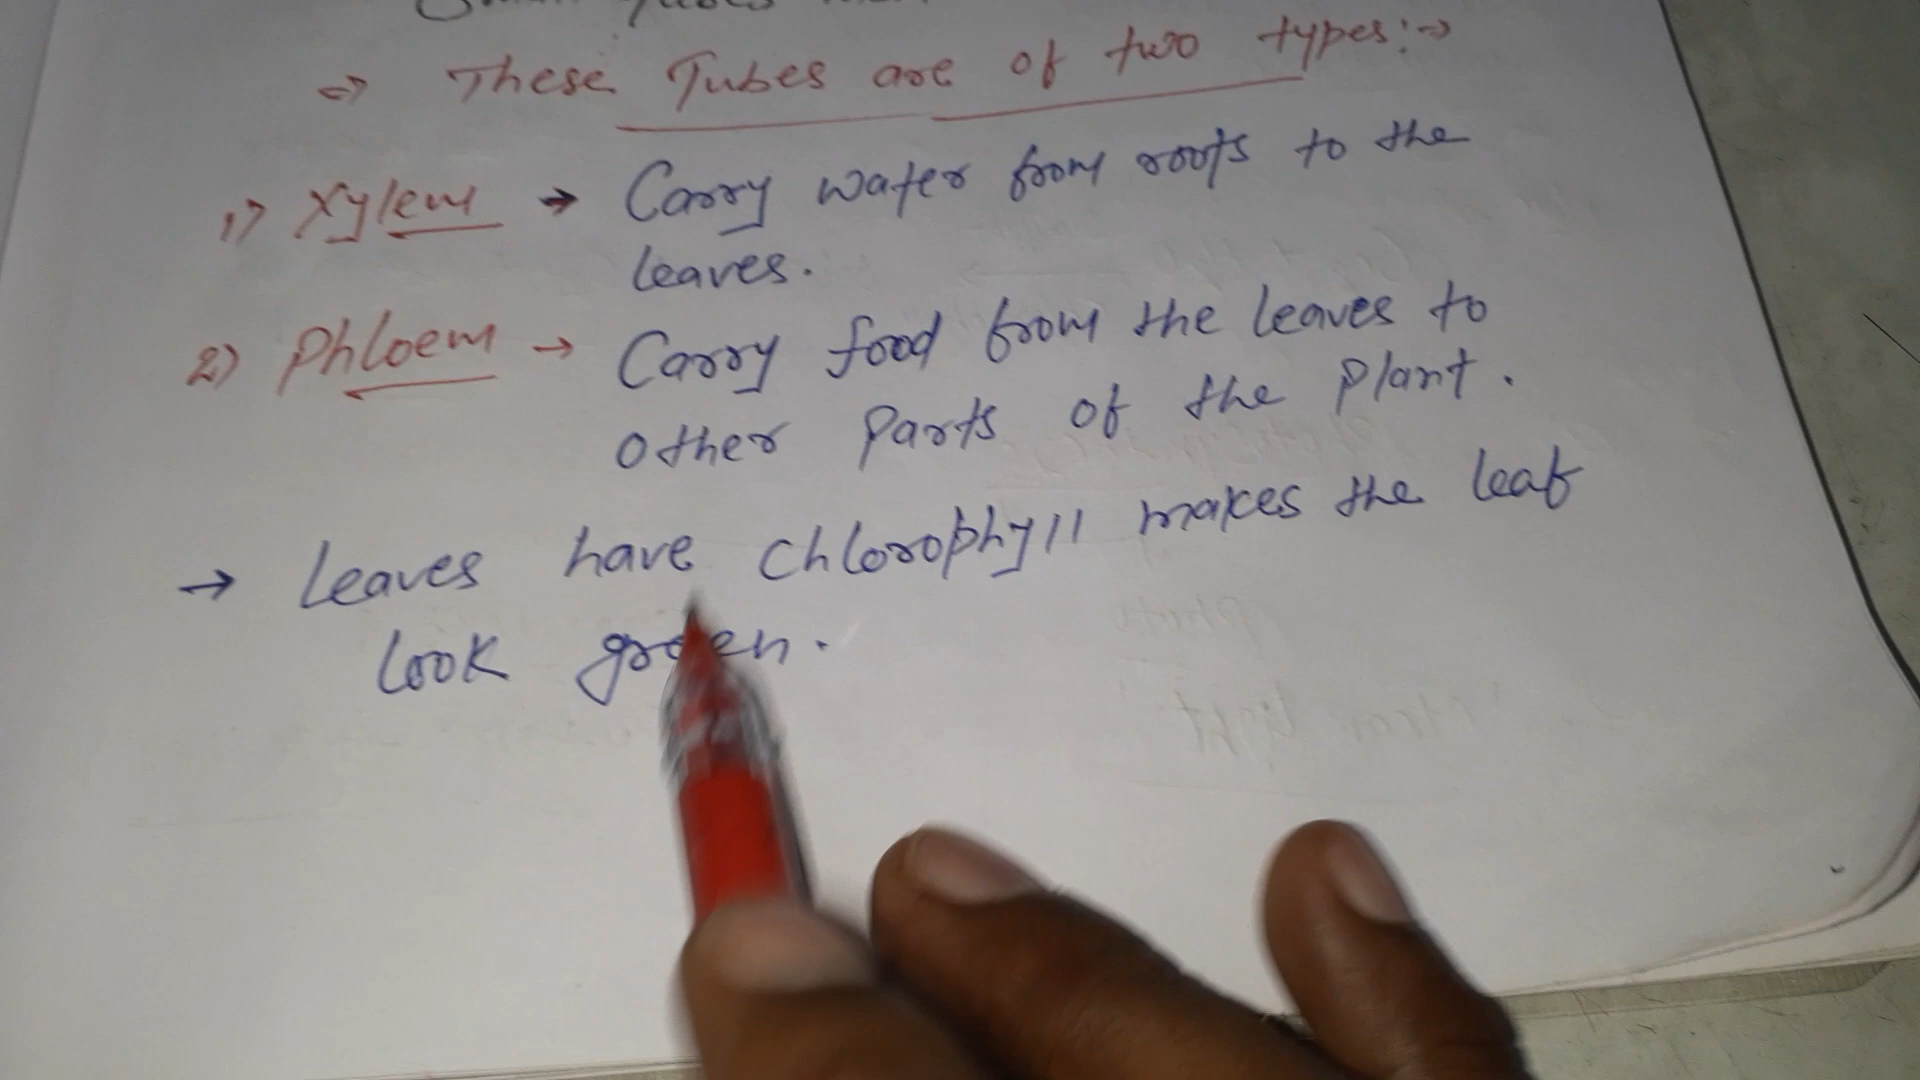 ⇒ These Tubes are of two types:→
1) Xylem → Carry water from roots to the
leaves.
2) Phloem → Carry food from the leaves to
other parts of the plant.
→ Leaves have chlorophyll makes the leaf
look green.